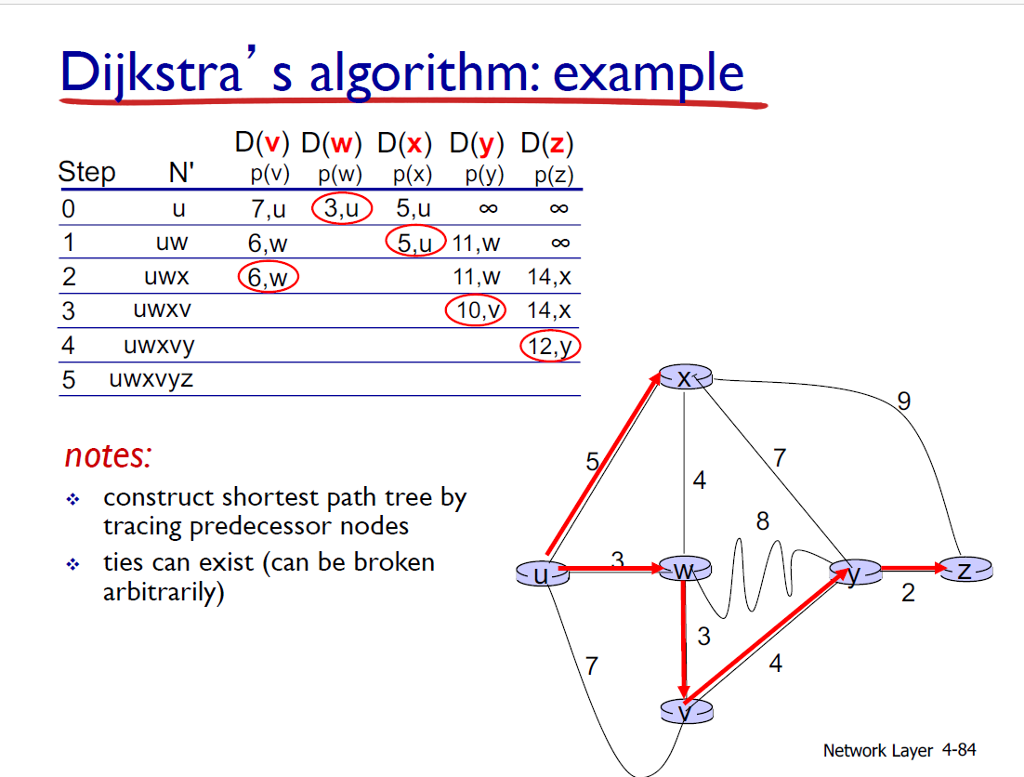 Dijkstra’s algorithm: example
D(v) D(w) D(x) D(y) D(z)
Step N' p(v) p(w) p(x) p(y) p(z)
0 u 7,u 3,u 5,u ∞ ∞
1 uw 6,w 5,u 11,w ∞
2 uwx 6,w 11,w 14,x
3 uwxv 10,v 14,x
4 uwxvy 12,y
5 uwxvyz
notes:
❖ construct shortest path tree by
tracing predecessor nodes
❖ ties can exist (can be broken
arbitrarily)
x
9
5
7
4
8
u
3
w
y
z
2
3
7
4
v
Network Layer 4-84